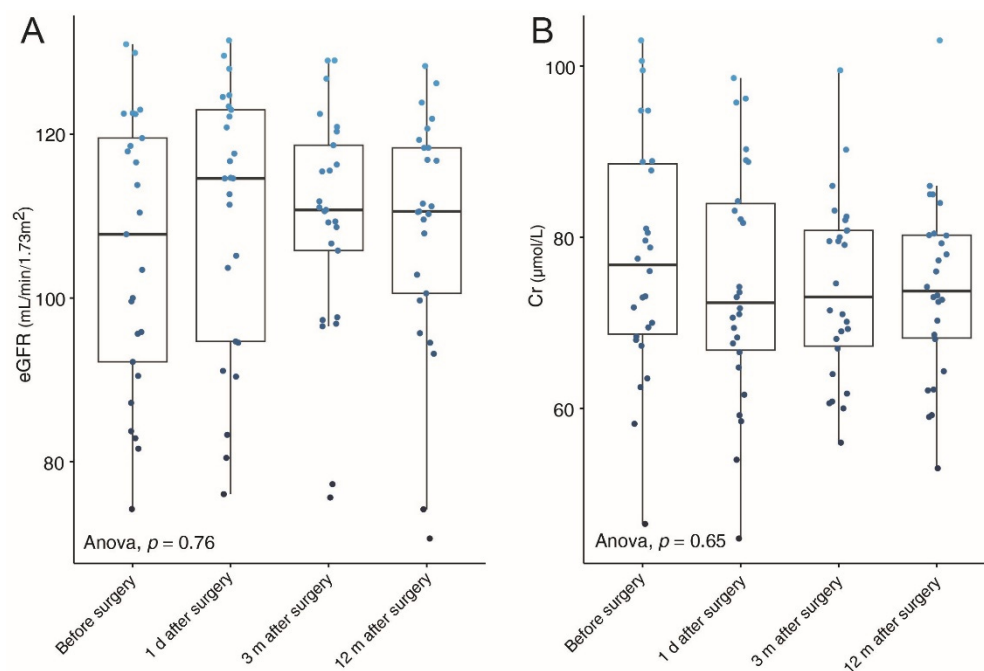 A
eGFR (mL/min/1.73m²)
120
100
80
Anova, p = 0.76
Before surgery
1 d after surgery
3 m after surgery
12 m after surgery
B
Cr (μmol/L)
100
80
60
Anova, p = 0.65
Before surgery
1 d after surgery
3 m after surgery
12 m after surgery